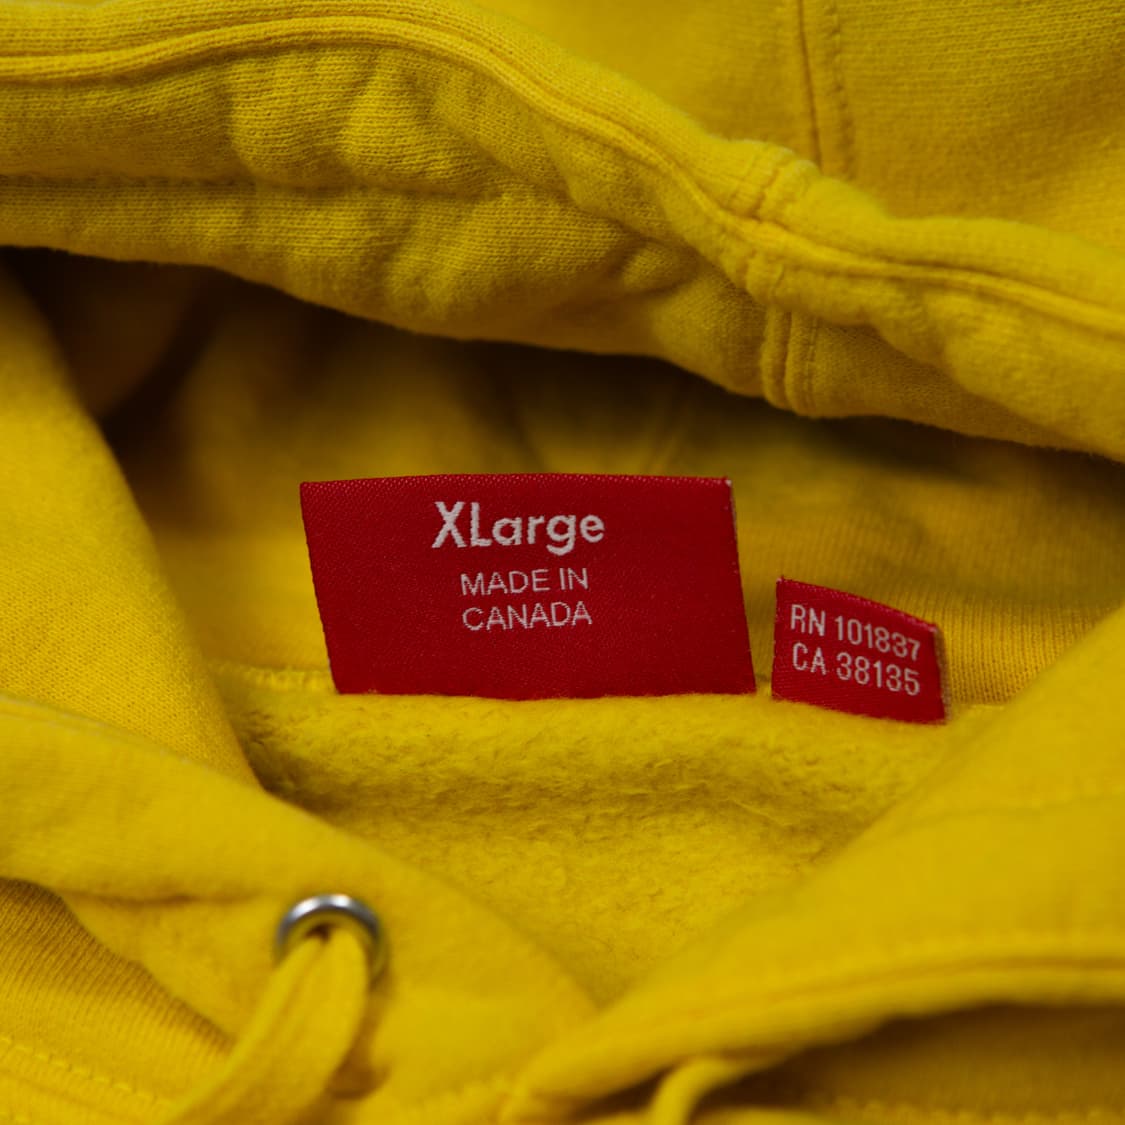 XLarge
MADE IN
CANADA
RN 101837
CA 38135